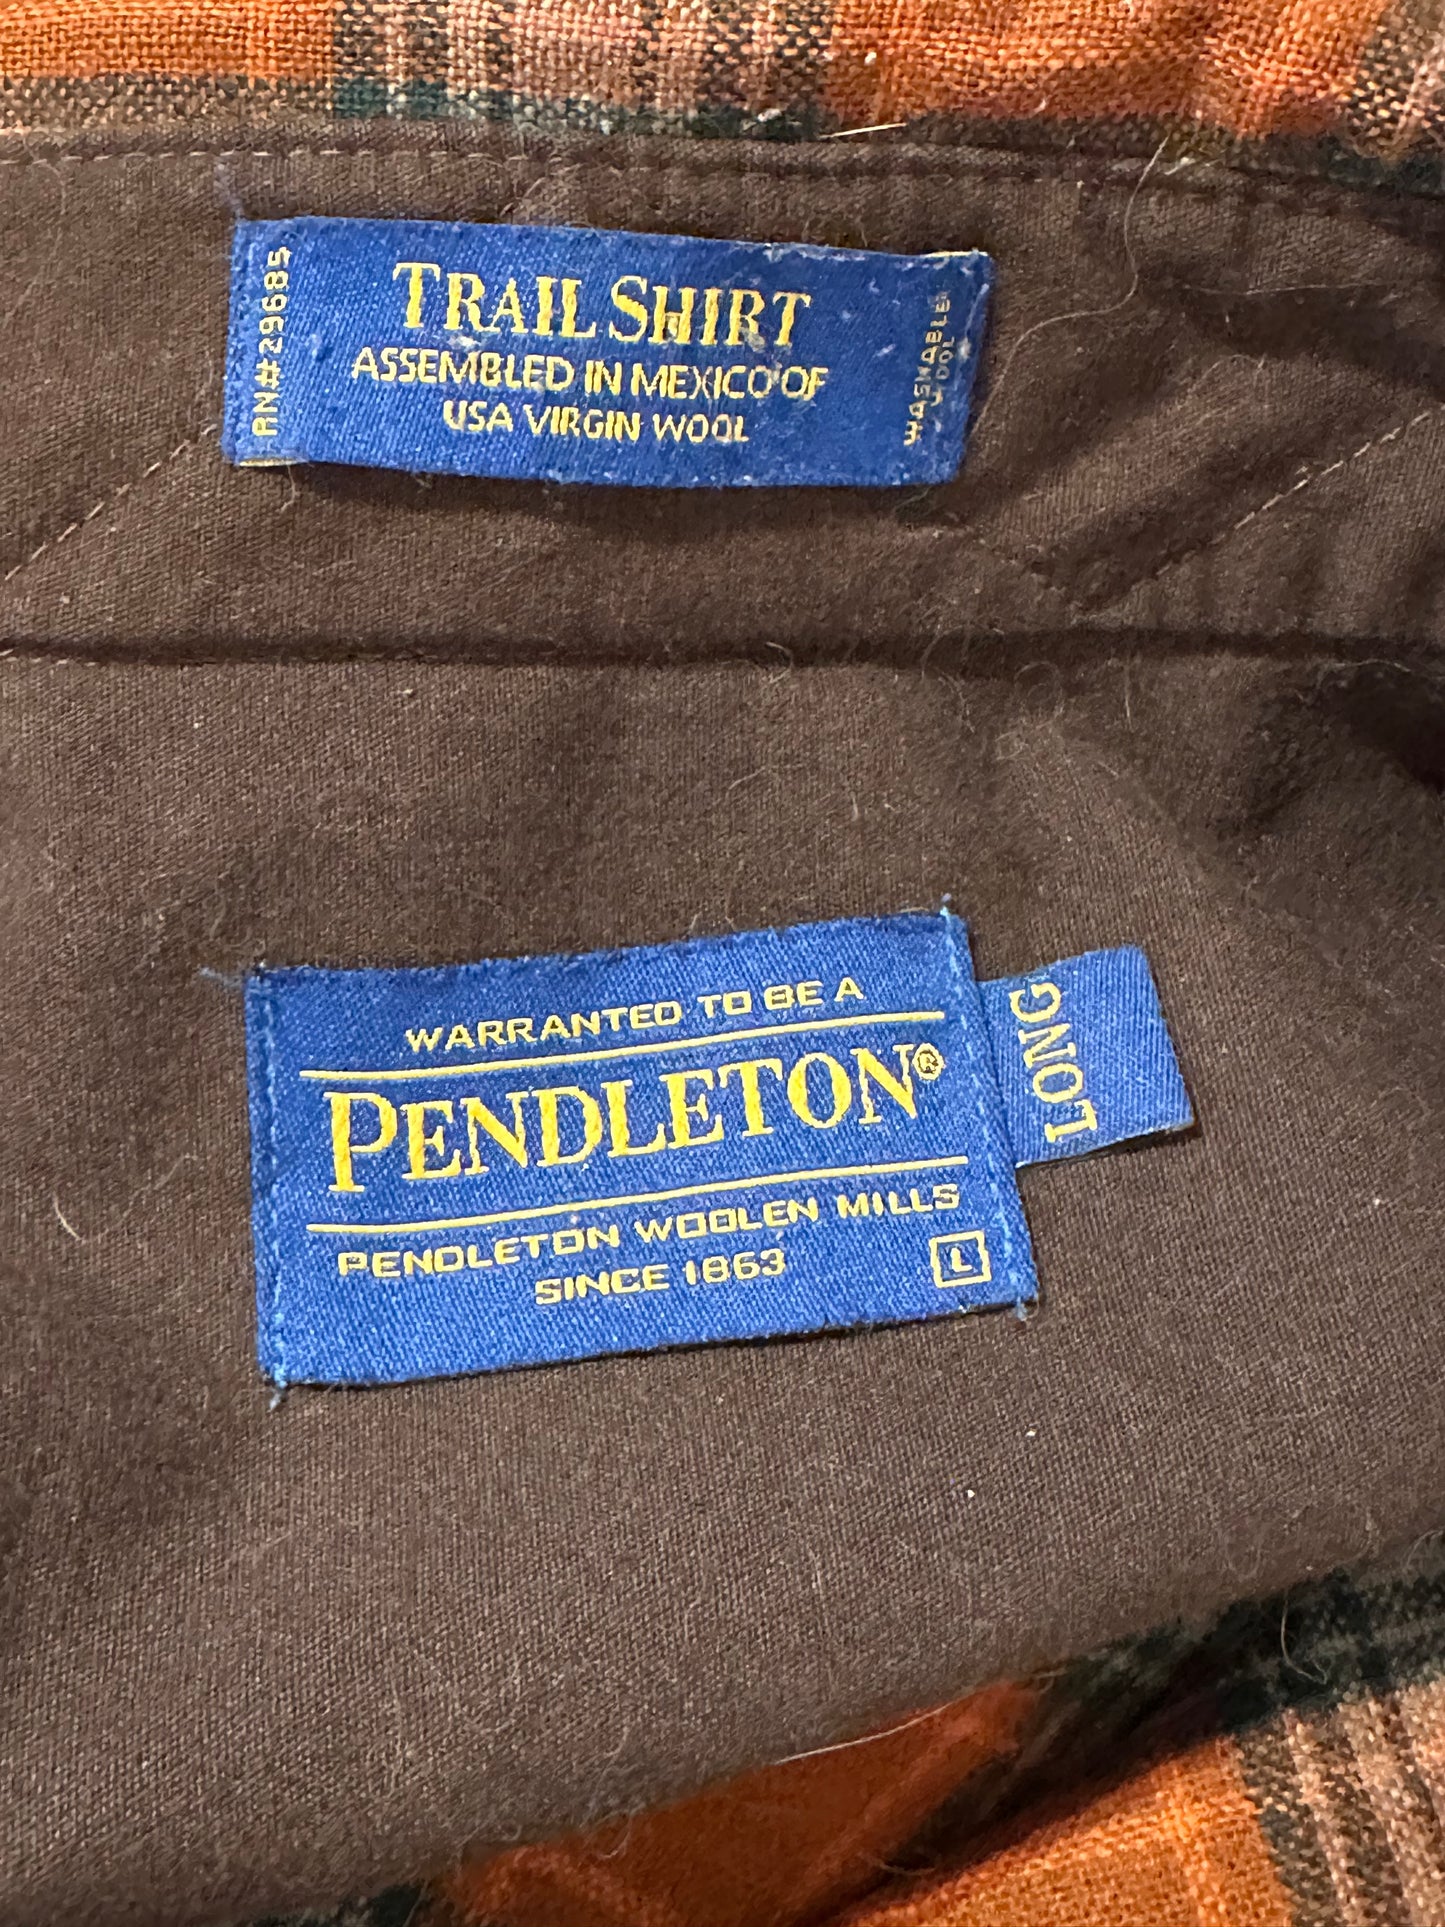 TRAIL SHIRT
ASSEMBLED IN MEXICO OF
USA VIRGIN WOOL
RN#29685
WASHABLE
WOOL
WARRANTED TO BE A
PENDLETON®
PENDLETON WOOLEN MILLS
SINCE 1863
L
LONG